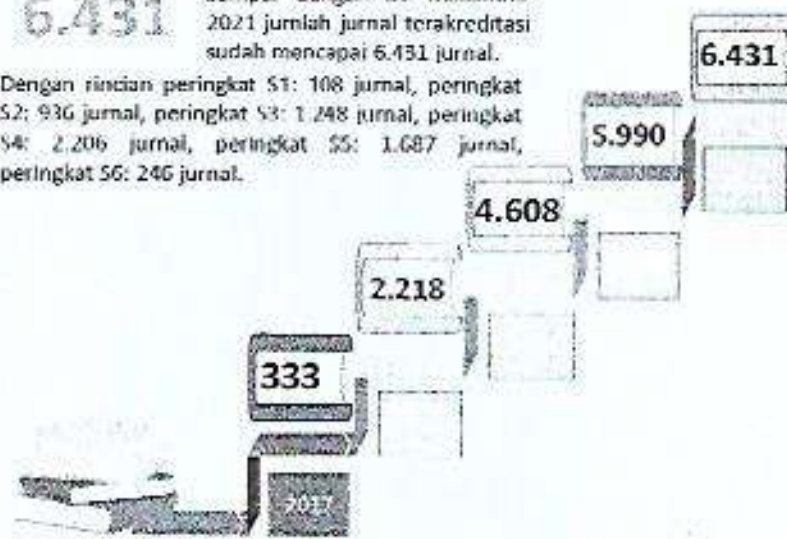 6.431
2021 jumlah jurnal terakreditasi
sudah mencapai 6.431 jurnal.
Dengan rincian peringkat S1: 108 jurnal, peringkat
S2: 936 jurnal, peringkat S3: 1.248 jurnal, peringkat
S4: 2.206 jurnal, peringkat S5: 1.687 jurnal,
peringkat S6: 246 jurnal.
6.431
5.990
4.608
2.218
333
2017